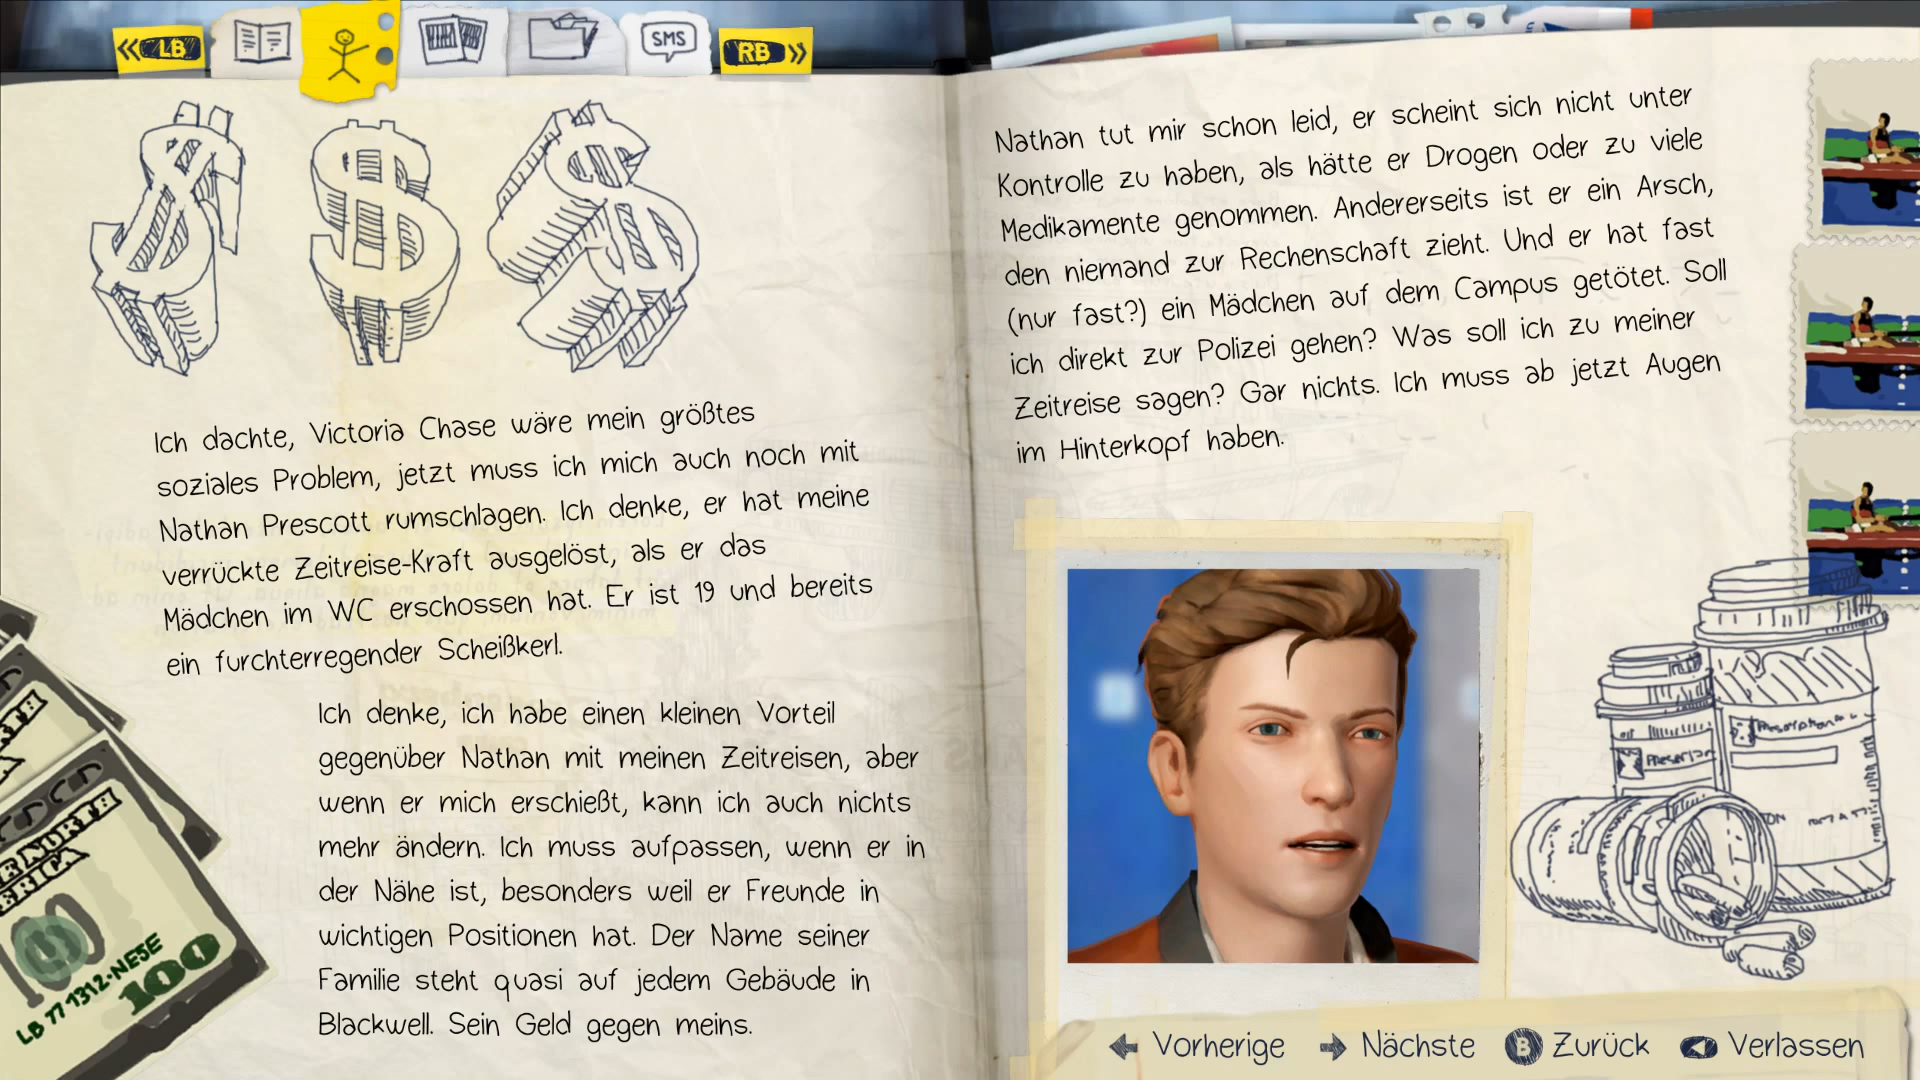 LB
SMS
RB
Ich dachte, Victoria Chase wäre mein größtes
soziales Problem, jetzt muss ich mich auch noch mit
Nathan Prescott rumschlagen. Ich denke, er hat meine
verrückte Zeitreise-Kraft ausgelöst, als er das
Mädchen im WC erschossen hat. Er ist 19 und bereits
ein furchterregender Scheißkerl.
Ich denke, ich habe einen kleinen Vorteil
gegenüber Nathan mit meinen Zeitreisen, aber
wenn er mich erschießt, kann ich auch nichts
mehr ändern. Ich muss aufpassen, wenn er in
der Nähe ist, besonders weil er Freunde in
wichtigen Positionen hat. Der Name seiner
Familie steht quasi auf jedem Gebäude in
Blackwell. Sein Geld gegen meins.
LB 77 1312-NESE
100
Nathan tut mir schon leid, er scheint sich nicht unter
Kontrolle zu haben, als hätte er Drogen oder zu viele
Medikamente genommen. Andererseits ist er ein Arsch,
den niemand zur Rechenschaft zieht. Und er hat fast
(nur fast?) ein Mädchen auf dem Campus getötet. Soll
ich direkt zur Polizei gehen? Was soll ich zu meiner
Zeitreise sagen? Gar nichts. Ich muss ab jetzt Augen
im Hinterkopf haben.
Vorherige
Nächste
B Zurück
Verlassen